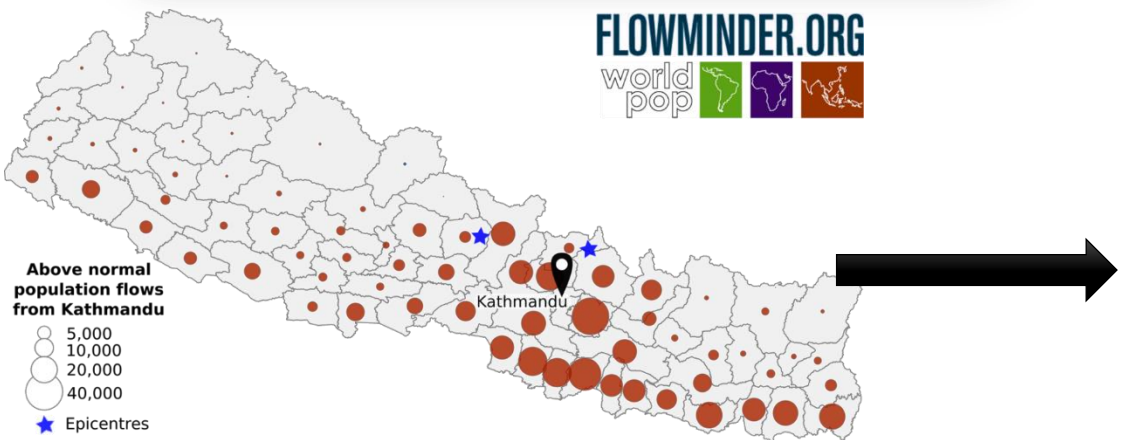 FLOWMINDER.ORG
world
pop
Kathmandu
Above normal
population flows
from Kathmandu
5,000
10,000
20,000
40,000
Epicentres